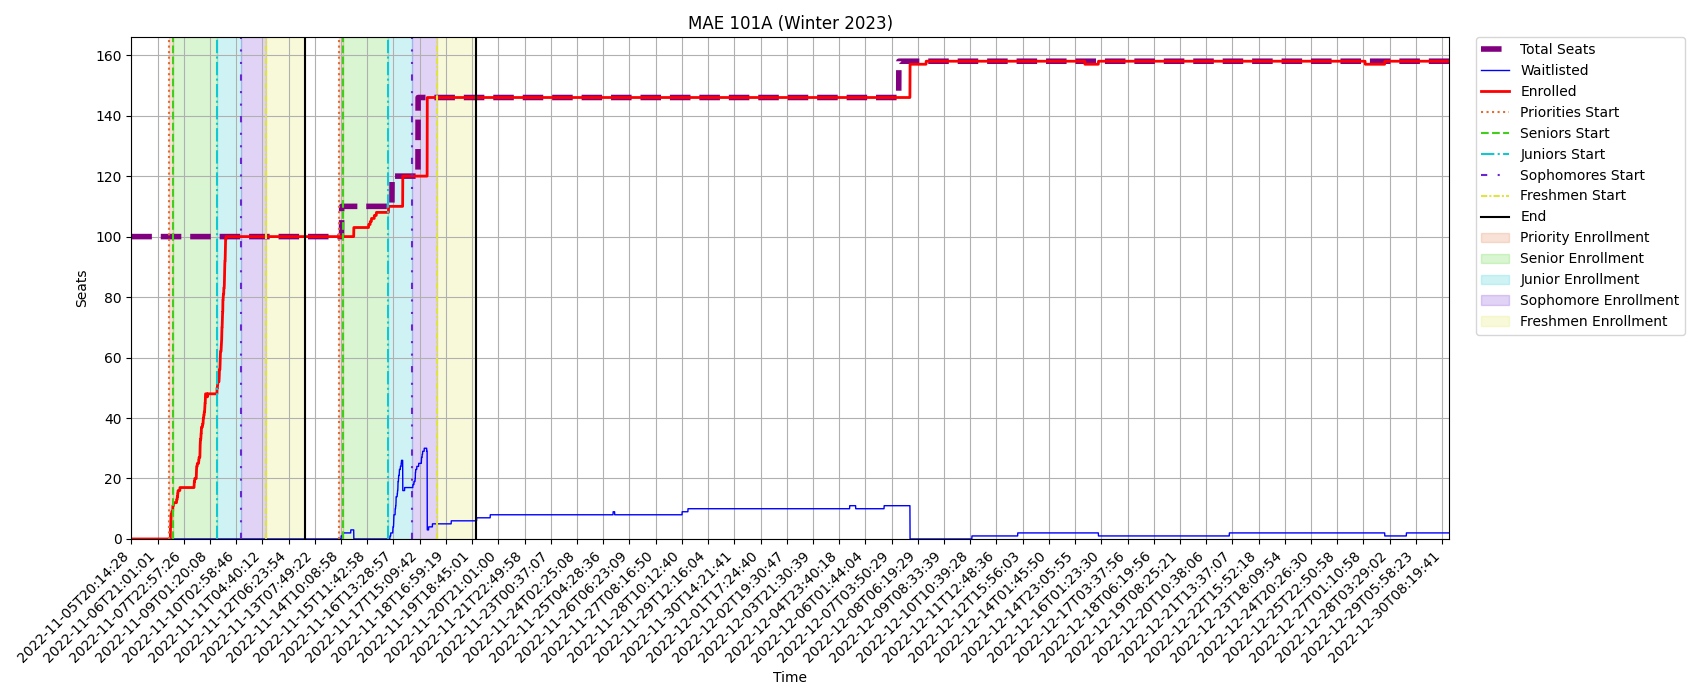 MAE 101A (Winter 2023)
160
140
120
100
80
60
40
20
0
Seats
2022-11-05T20:14:28
2022-11-06T21:01:01
2022-11-07T22:57:26
2022-11-09T01:20:08
2022-11-10T02:58:46
2022-11-11T04:40:12
2022-11-12T06:23:54
2022-11-13T07:49:22
2022-11-14T10:08:58
2022-11-15T11:42:58
2022-11-16T13:28:57
2022-11-17T15:09:42
2022-11-18T16:59:19
2022-11-19T18:45:01
2022-11-20T21:01:00
2022-11-21T22:49:58
2022-11-23T00:37:07
2022-11-24T02:25:08
2022-11-25T04:28:36
2022-11-26T06:23:09
2022-11-27T08:16:50
2022-11-28T10:12:40
2022-11-29T12:16:04
2022-11-30T14:21:41
2022-12-01T17:24:40
2022-12-02T19:30:47
2022-12-03T21:30:39
2022-12-04T23:40:18
2022-12-06T01:44:04
2022-12-07T03:50:29
2022-12-08T06:19:29
2022-12-09T08:33:39
2022-12-10T10:39:28
2022-12-11T12:48:36
2022-12-12T15:56:03
2022-12-14T01:45:50
2022-12-14T23:05:55
2022-12-16T01:23:30
2022-12-17T03:37:56
2022-12-18T06:19:56
2022-12-19T08:25:21
2022-12-20T10:38:06
2022-12-21T13:37:07
2022-12-22T15:52:18
2022-12-23T18:09:54
2022-12-24T20:26:30
2022-12-25T22:50:58
2022-12-27T01:10:58
2022-12-28T03:29:02
2022-12-29T05:58:23
2022-12-30T08:19:41
Time
Total Seats
Waitlisted
Enrolled
Priorities Start
Seniors Start
Juniors Start
Sophomores Start
Freshmen Start
End
Priority Enrollment
Senior Enrollment
Junior Enrollment
Sophomore Enrollment
Freshmen Enrollment